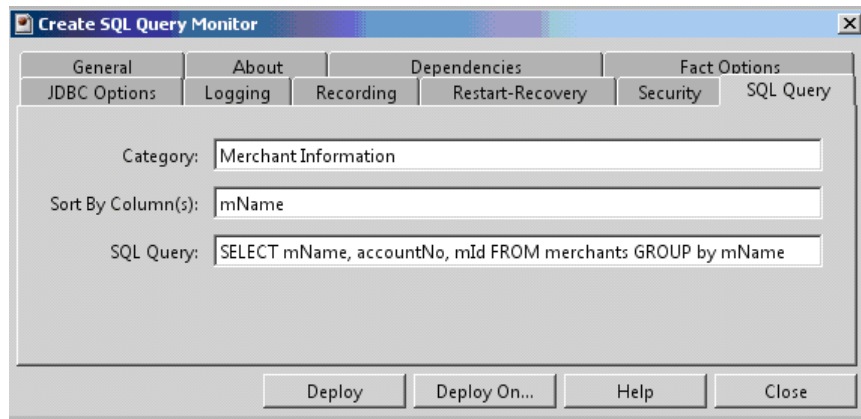 Create SQL Query Monitor
General About Dependencies Fact Options
JDBC Options Logging Recording Restart-Recovery Security SQL Query
Category: Merchant Information
Sort By Column(s): mName
SQL Query: SELECT mName, accountNo, mId FROM merchants GROUP by mName
Deploy Deploy On... Help Close